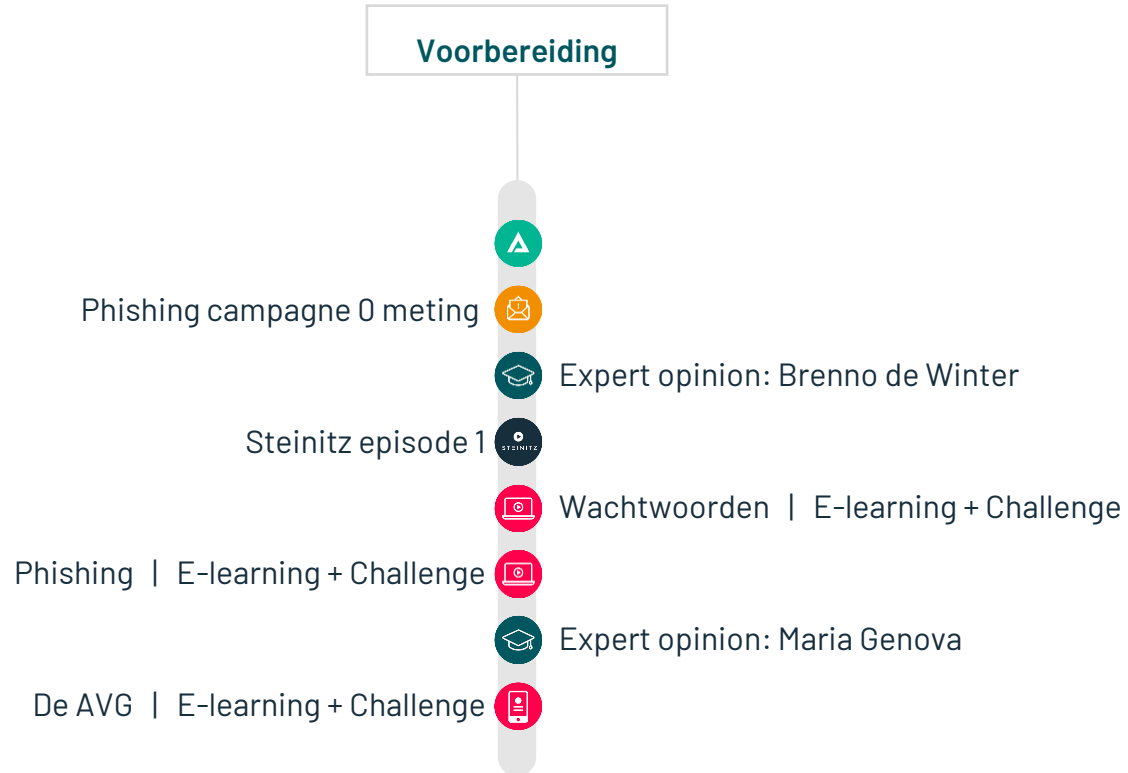 Voorbereiding
Phishing campagne 0 meting
Expert opinion: Brenno de Winter
Steinitz episode 1
STEINITZ
Wachtwoorden | E-learning + Challenge
Phishing | E-learning + Challenge
Expert opinion: Maria Genova
De AVG | E-learning + Challenge